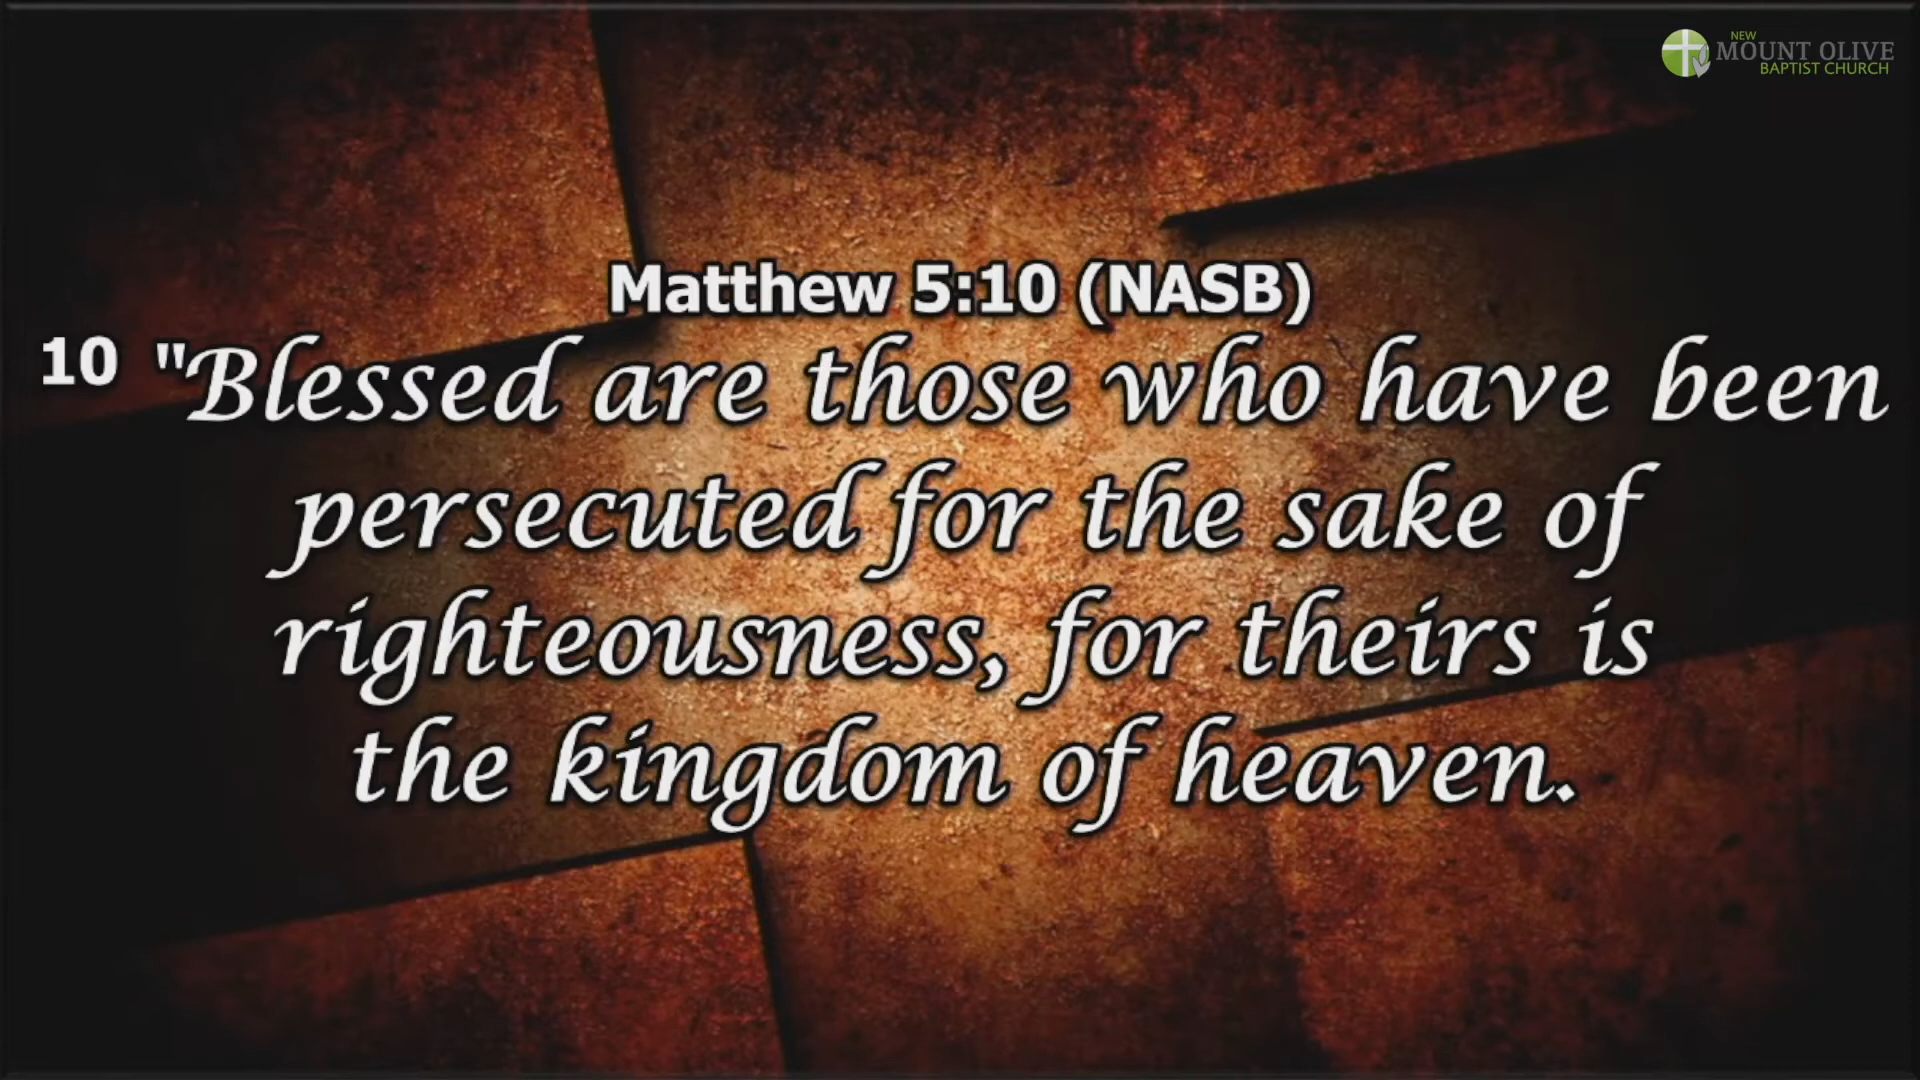 NEW
MOUNT OLIVE
BAPTIST CHURCH
Matthew 5:10 (NASB)
10 "Blessed are those who have been
persecuted for the sake of
righteousness, for theirs is
the kingdom of heaven.